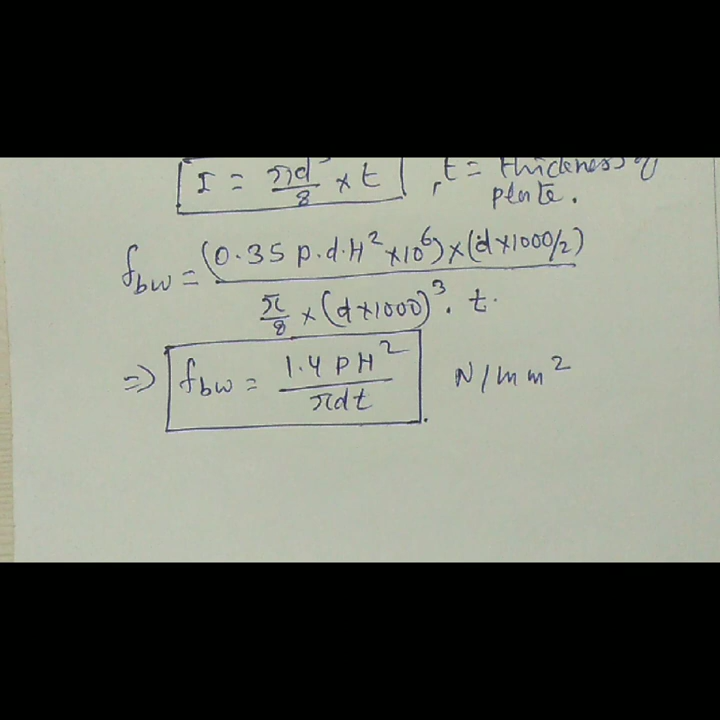 I = πd³/8 × t , t = thickness of
plate.
f_bw = (0.35 p.d.H² × 10⁶) × (d × 1000/2) / π/8 × (d × 1000)³ . t.
⇒ f_bw = 1.4 PH² / πdt N/mm²